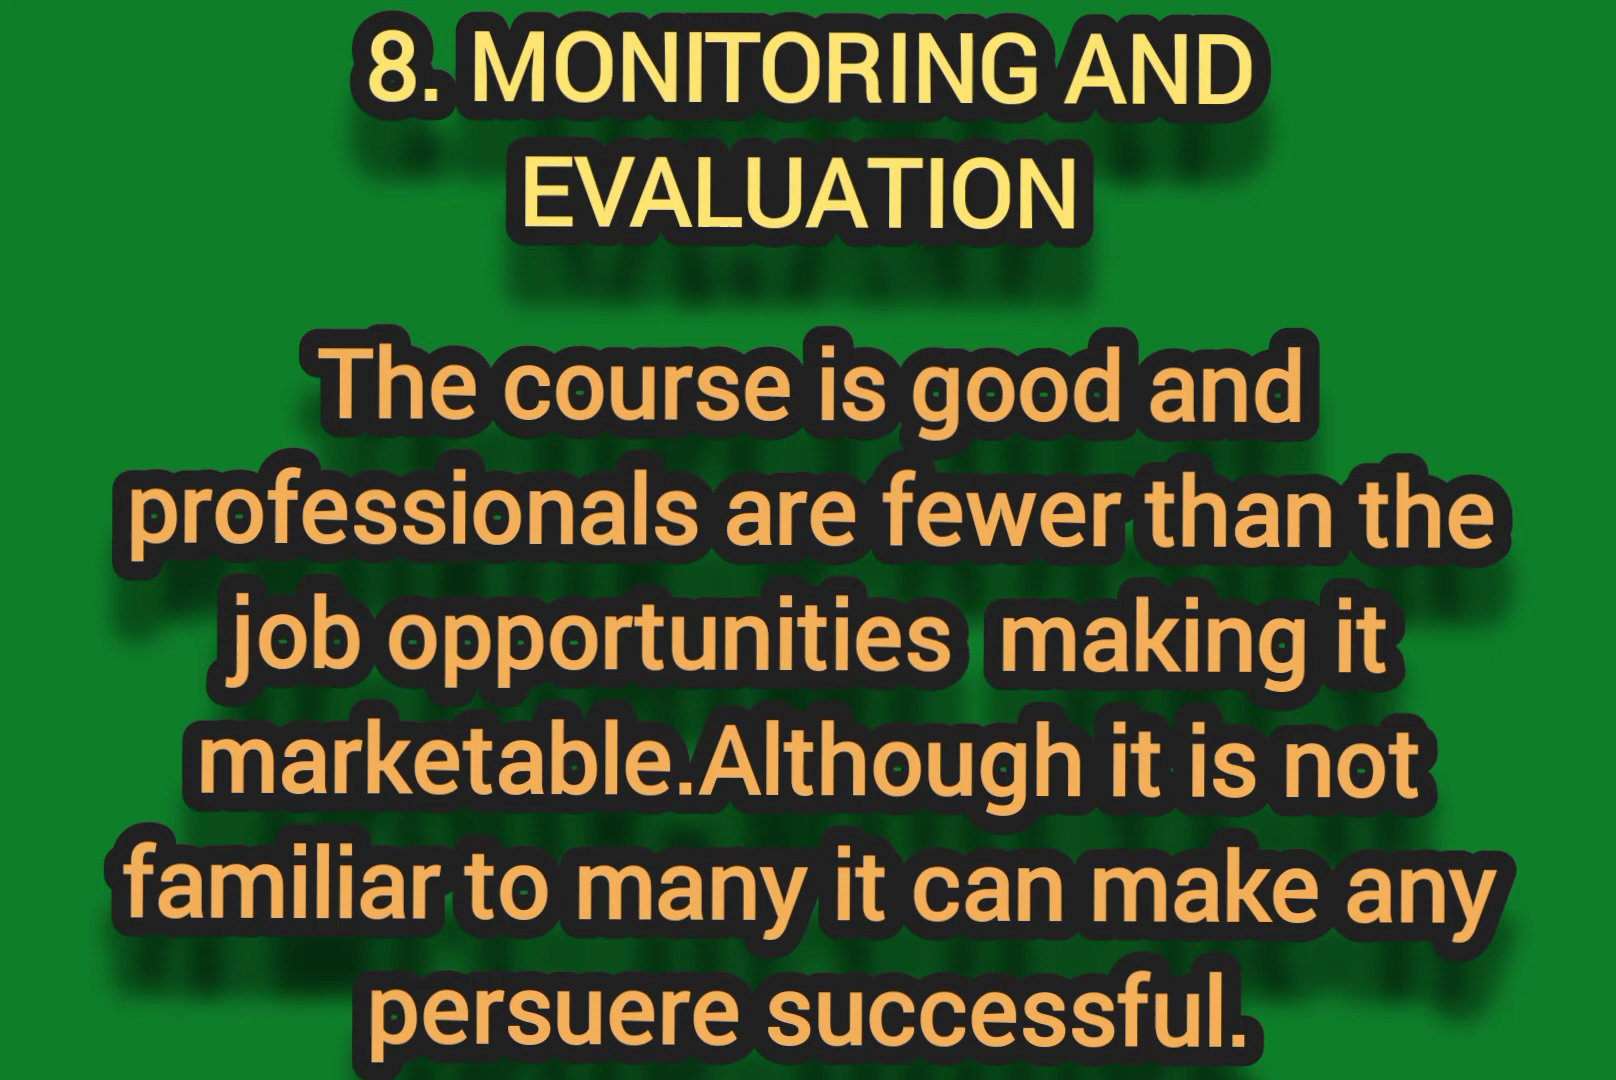 8. MONITORING AND
EVALUATION
The course is good and
professionals are fewer than the
job opportunities  making it
marketable.Although it is not
familiar to many it can make any
persuere successful.